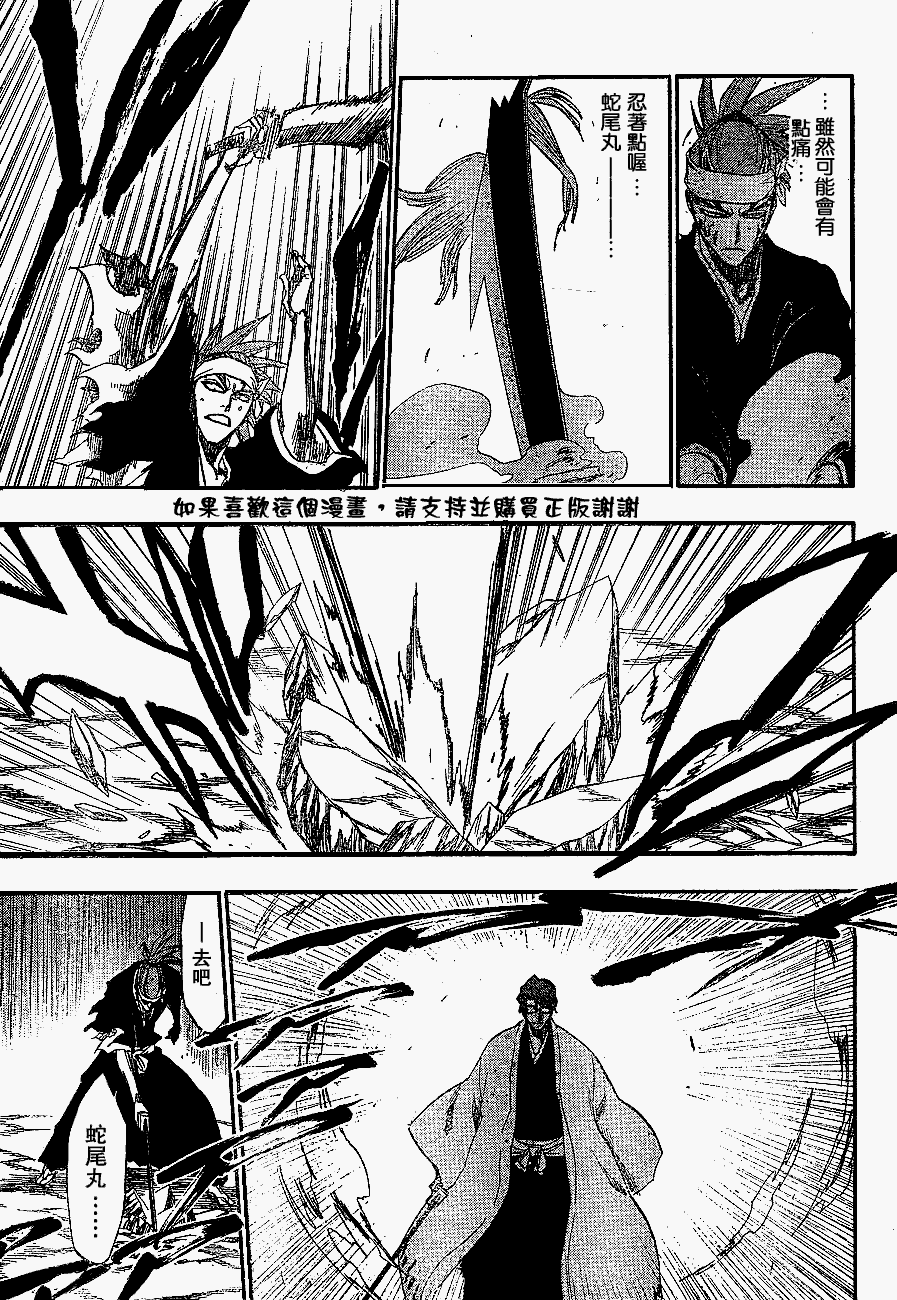 …雖然可能會有
點痛…
忍著點喔…
蛇尾丸——……
如果喜歡這個漫畫，請支持並購買正版謝謝
—去吧
蛇尾丸……